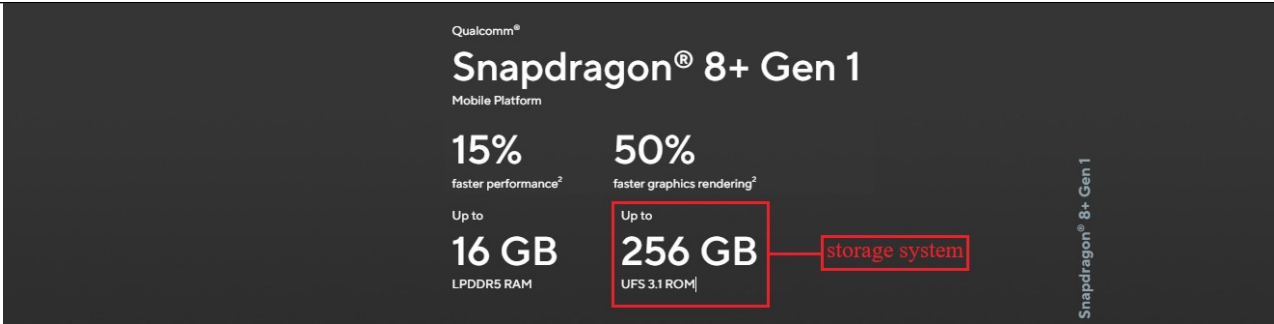 Qualcomm®
Snapdragon® 8+ Gen 1
Mobile Platform
15%
faster performance²
50%
faster graphics rendering²
Up to
16 GB
LPDDR5 RAM
Up to
256 GB
UFS 3.1 ROM
storage system
Snapdragon® 8+ Gen 1